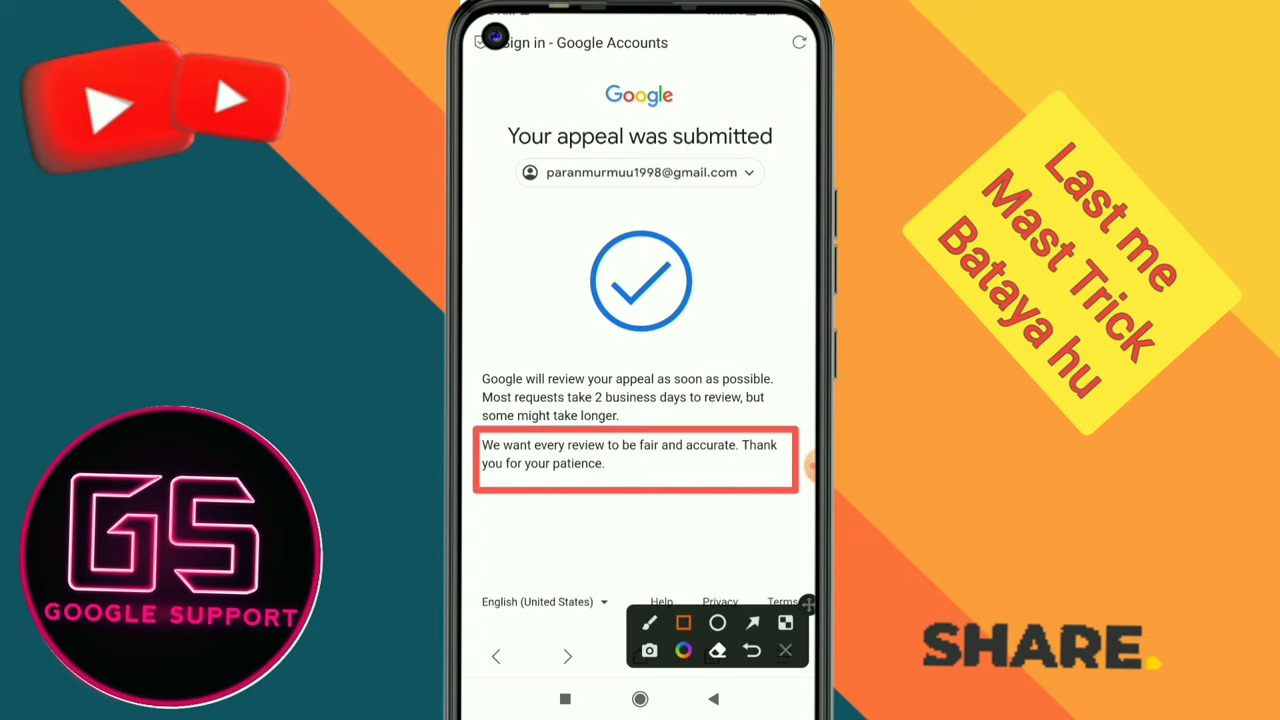 Sign in - Google Accounts
Google
Your appeal was submitted
paranmurmuu1998@gmail.com
Google will review your appeal as soon as possible.
Most requests take 2 business days to review, but
some might take longer.
We want every review to be fair and accurate. Thank
you for your patience.
English (United States)
Help Privacy Terms
Last me
Mast Trick
Bataya hu
GS
GOOGLE SUPPORT
SHARE.